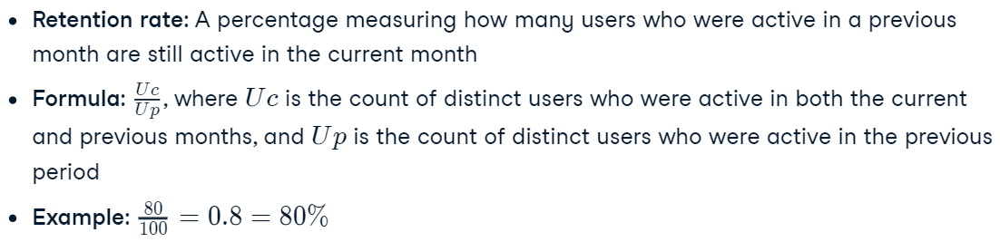 • Retention rate: A percentage measuring how many users who were active in a previous
month are still active in the current month
• Formula: Uc/Up, where Uc is the count of distinct users who were active in both the current
and previous months, and Up is the count of distinct users who were active in the previous
period
• Example: 80/100 = 0.8 = 80%